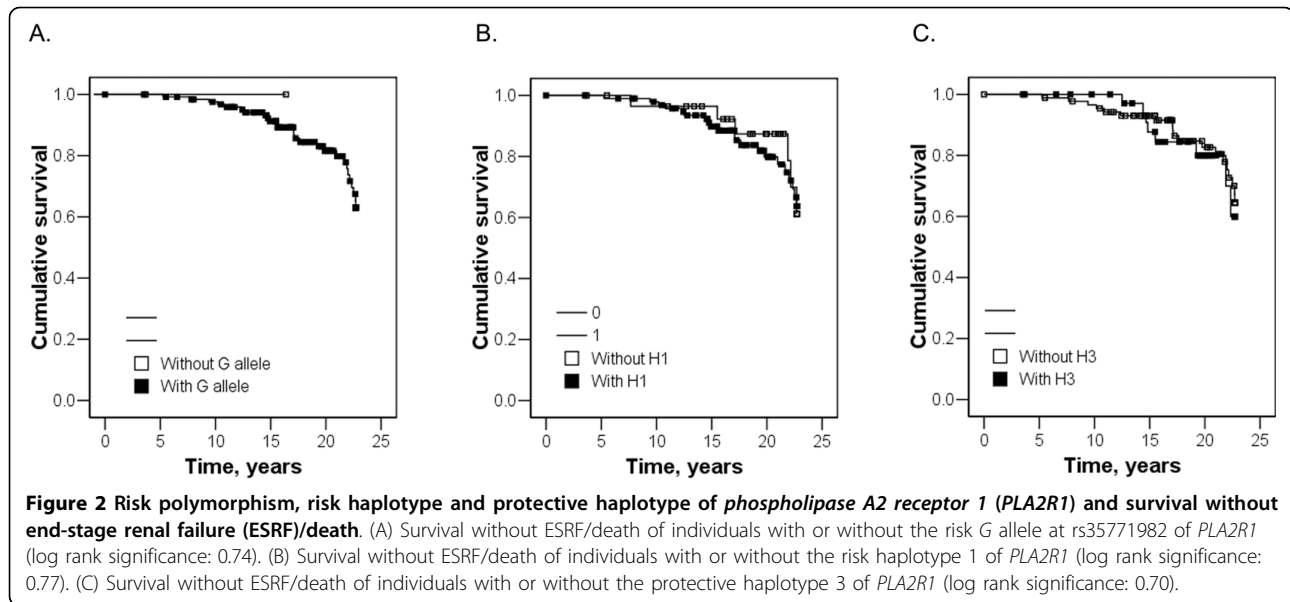 A.
B.
C.
Cumulative survival
1.0
0.8
0.6
0.4
0.2
0.0
Without G allele
With G allele
0 5 10 15 20 25
Time, years
Cumulative survival
1.0
0.8
0.6
0.4
0.2
0.0
0
1
Without H1
With H1
0 5 10 15 20 25
Time, years
Cumulative survival
1.0
0.8
0.6
0.4
0.2
0.0
Without H3
With H3
0 5 10 15 20 25
Time, years
Figure 2 Risk polymorphism, risk haplotype and protective haplotype of phospholipase A2 receptor 1 (PLA2R1) and survival without
end-stage renal failure (ESRF)/death. (A) Survival without ESRF/death of individuals with or without the risk G allele at rs35771982 of PLA2R1
(log rank significance: 0.74). (B) Survival without ESRF/death of individuals with or without the risk haplotype 1 of PLA2R1 (log rank significance:
0.77). (C) Survival without ESRF/death of individuals with or without the protective haplotype 3 of PLA2R1 (log rank significance: 0.70).